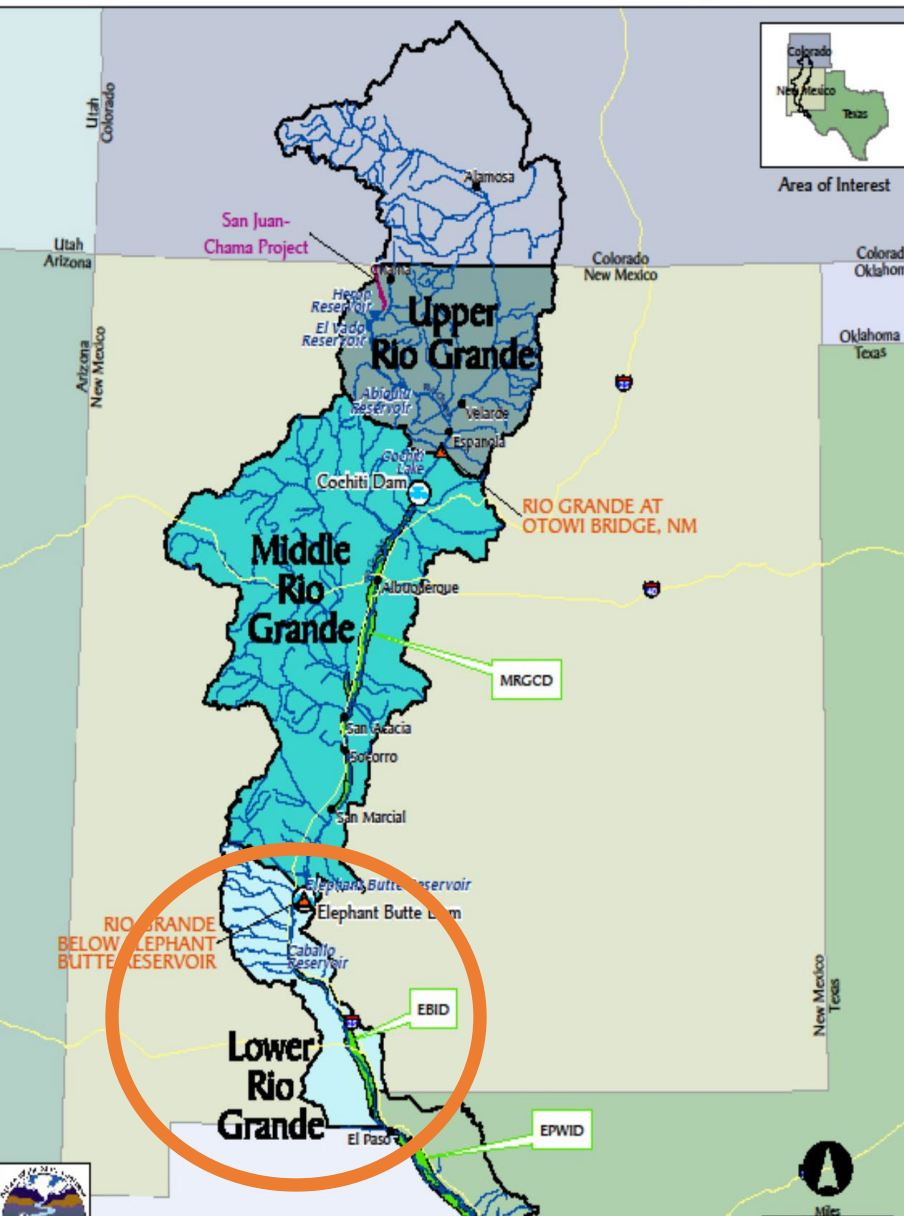 Utah
Colorado
Colorado
New Mexico
Texas
Area of Interest
Alamosa
San Juan-
Chama Project
Utah
Arizona
Colorado
New Mexico
Oklahoma
Chama
Heron
Reservoir
El Vado
Reservoir
Upper
Rio Grande
Oklahoma
Texas
Arizona
New Mexico
25
Abiquiu
Reservoir
Velarde
Espanola
Cochiti
Lake
Cochiti Dam
RIO GRANDE AT
OTOWI BRIDGE, NM
Middle
Rio
Grande
Albuquerque
40
MRGCD
San Acacia
Socorro
San Marcial
Elephant Butte Reservoir
Elephant Butte Dam
RIO GRANDE
BELOW ELEPHANT
BUTTE RESERVOIR
Caballo
Reservoir
New Mexico
Texas
EBID
Lower
Rio
Grande
El Paso
EPWID
Miles